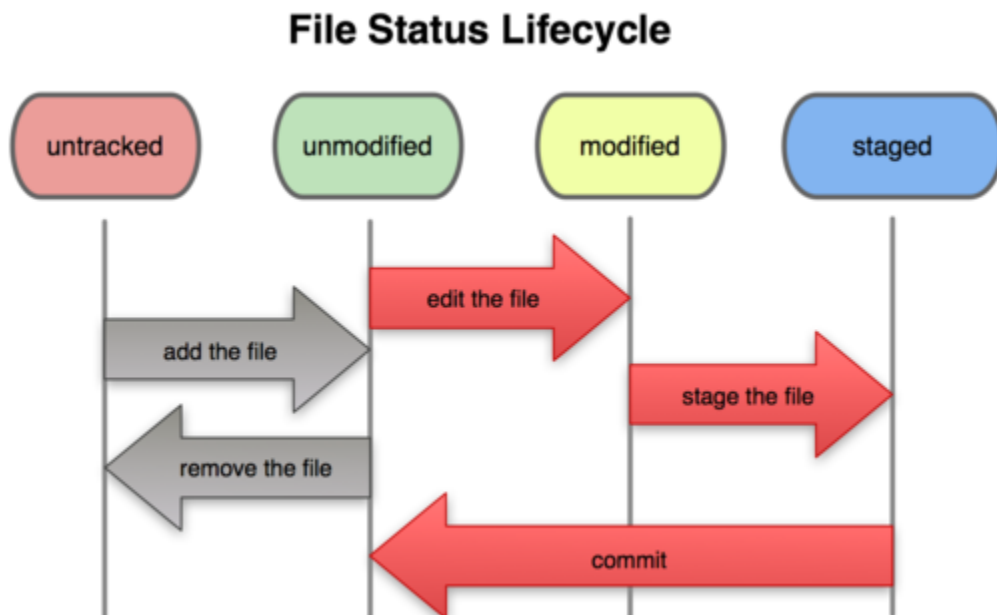 File Status Lifecycle
untracked
unmodified
modified
staged
edit the file
add the file
stage the file
remove the file
commit